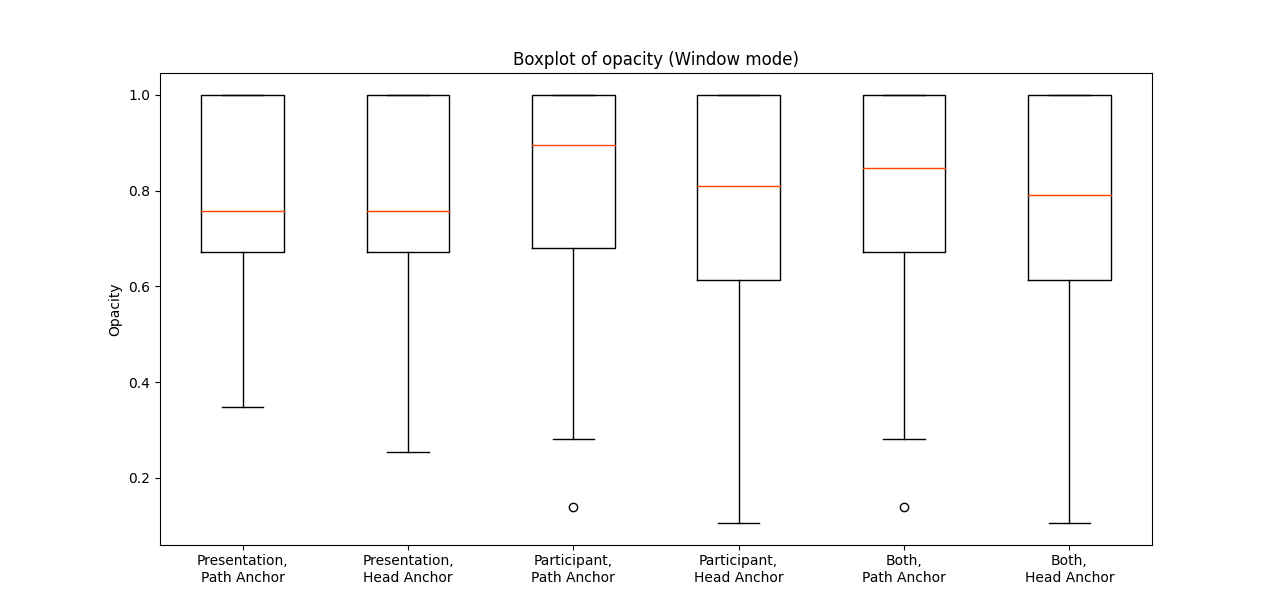 Boxplot of opacity (Window mode)
Opacity
1.0
0.8
0.6
0.4
0.2
Presentation,
Path Anchor
Presentation,
Head Anchor
Participant,
Path Anchor
Participant,
Head Anchor
Both,
Path Anchor
Both,
Head Anchor